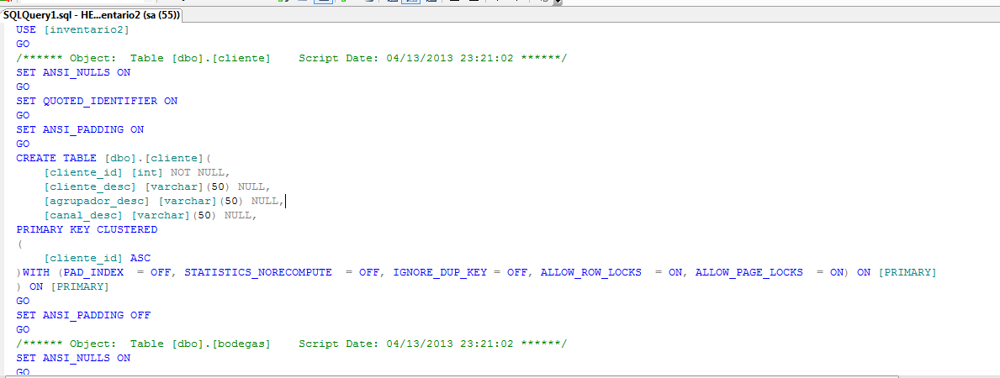 SQLQuery1.sql - HE...entario2 (sa (55))
USE [inventario2]
GO
/****** Object:  Table [dbo].[cliente]    Script Date: 04/13/2013 23:21:02 ******/
SET ANSI_NULLS ON
GO
SET QUOTED_IDENTIFIER ON
GO
SET ANSI_PADDING ON
GO
CREATE TABLE [dbo].[cliente](
    [cliente_id] [int] NOT NULL,
    [cliente_desc] [varchar](50) NULL,
    [agrupador_desc] [varchar](50) NULL,
    [canal_desc] [varchar](50) NULL,
PRIMARY KEY CLUSTERED
(
    [cliente_id] ASC
)WITH (PAD_INDEX  = OFF, STATISTICS_NORECOMPUTE  = OFF, IGNORE_DUP_KEY = OFF, ALLOW_ROW_LOCKS  = ON, ALLOW_PAGE_LOCKS  = ON) ON [PRIMARY]
) ON [PRIMARY]
GO
SET ANSI_PADDING OFF
GO
/****** Object:  Table [dbo].[bodegas]    Script Date: 04/13/2013 23:21:02 ******/
SET ANSI_NULLS ON
GO